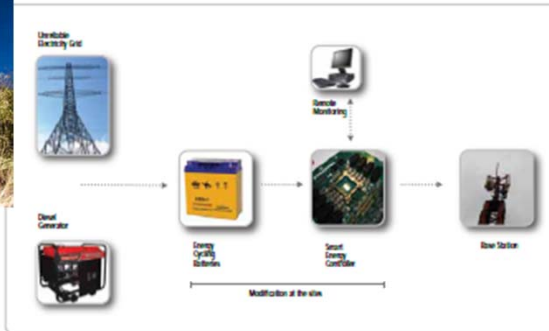 Unreliable
Electricity Grid
Remote
Monitoring
Diesel
Generator
Energy
Cycling
Batteries
Smart
Energy
Controller
Base Station
Modification at the sites